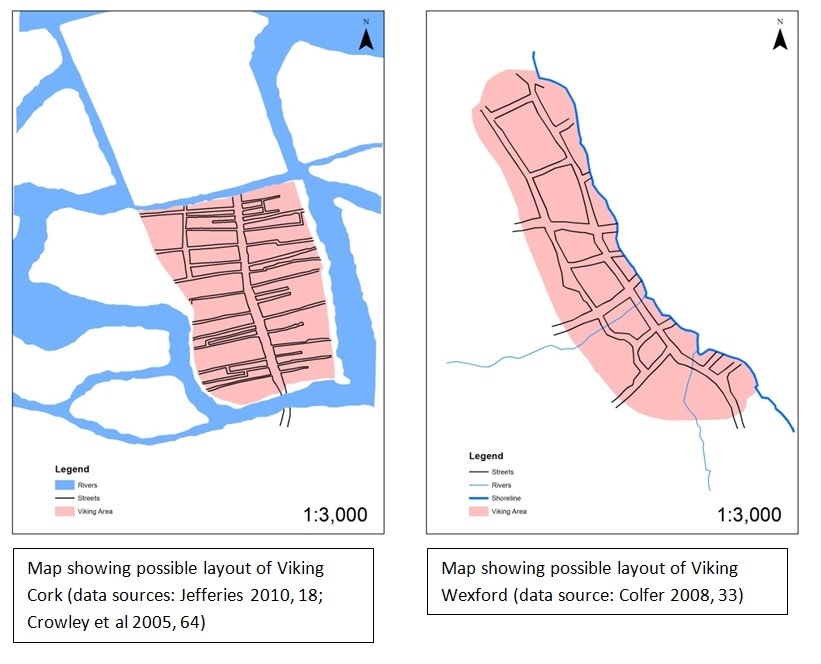 N
Legend
Rivers
Streets
Viking Area
1:3,000
Map showing possible layout of Viking
Cork (data sources: Jefferies 2010, 18;
Crowley et al 2005, 64)
N
Legend
Streets
Rivers
Shoreline
Viking Area
1:3,000
Map showing possible layout of Viking
Wexford (data source: Colfer 2008, 33)